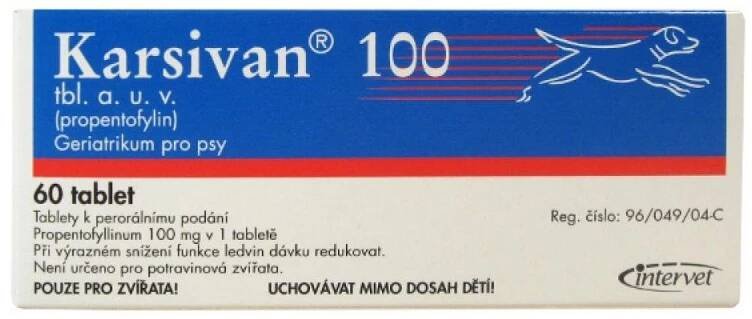 Karsivan® 100
tbl. a. u. v.
(propentofylin)
Geriatrikum pro psy
60 tablet
Tablety k perorálnímu podání
Propentofyllinum 100 mg v 1 tabletě
Reg. číslo: 96/049/04-C
Při výrazném snížení funkce ledvin dávku redukovat.
Není určeno pro potravinová zvířata.
POUZE PRO ZVÍŘATA! UCHOVÁVAT MIMO DOSAH DĚTÍ!
intervet